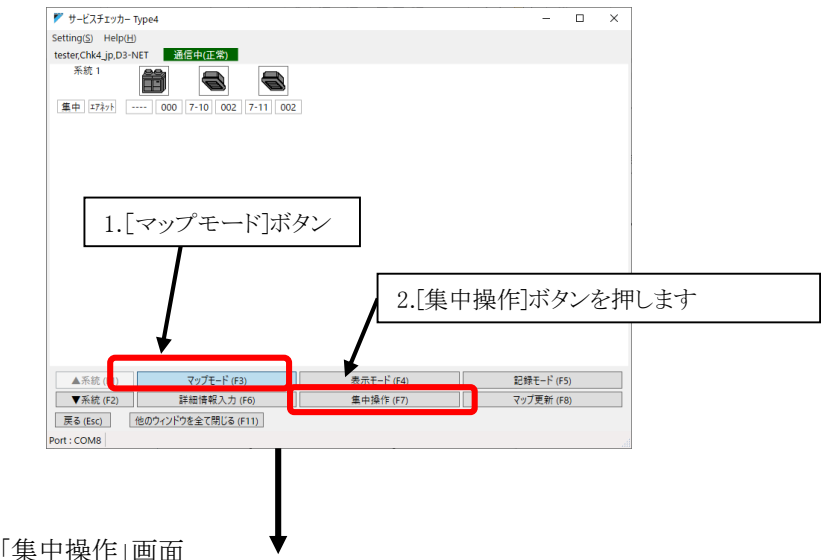 サービスチェッカー Type4
Setting(S) Help(H)
tester,Chk4_jp,D3-NET 通信中(正常)
系統 1
集中 エアネット ---- 000 7-10 002 7-11 002
1.[マップモード]ボタン
2.[集中操作]ボタンを押します
▲系統 マップモード (F3) 表示モード (F4) 記録モード (F5)
▼系統 (F2) 詳細情報入力 (F6) 集中操作 (F7) マップ更新 (F8)
戻る (Esc) 他のウィンドウを全て閉じる (F11)
Port : COM8
「集中操作」画面